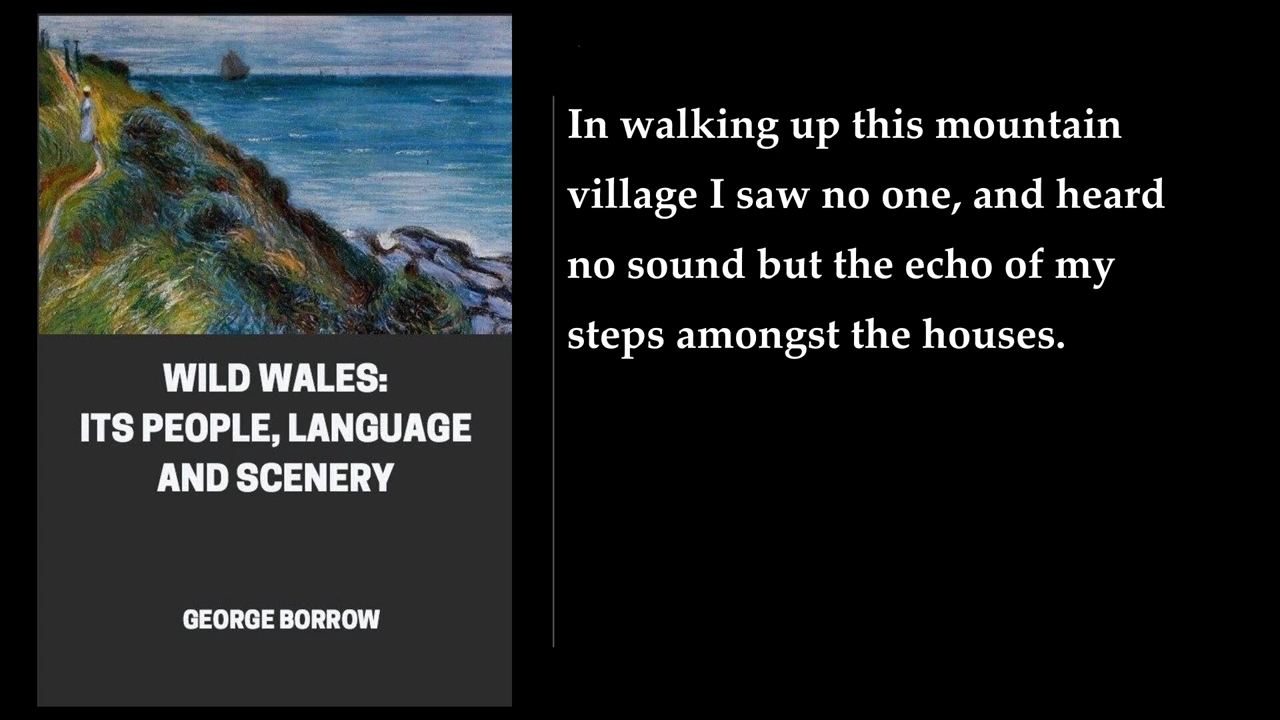 WILD WALES:
ITS PEOPLE, LANGUAGE
AND SCENERY
GEORGE BORROW
In walking up this mountain
village I saw no one, and heard
no sound but the echo of my
steps amongst the houses.